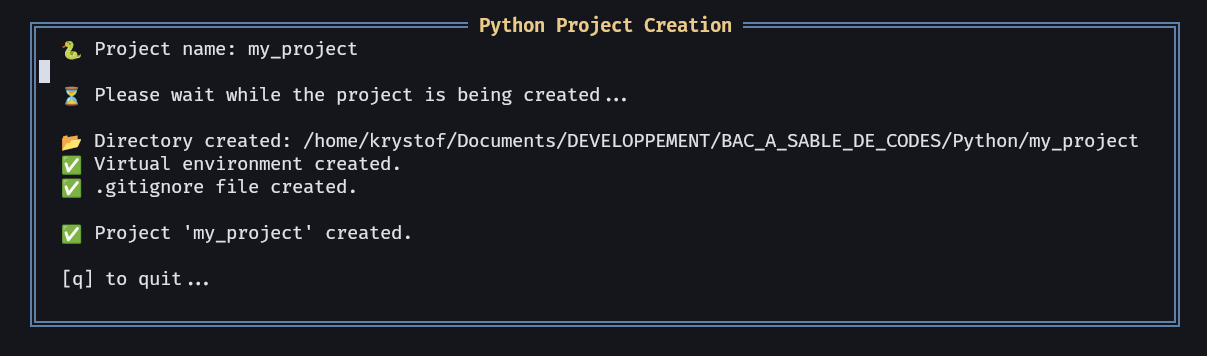 Python Project Creation
🐍 Project name: my_project
⏳ Please wait while the project is being created...
📂 Directory created: /home/krystof/Documents/DEVELOPPEMENT/BAC_A_SABLE_DE_CODES/Python/my_project
✅ Virtual environment created.
✅ .gitignore file created.
✅ Project 'my_project' created.
[q] to quit...